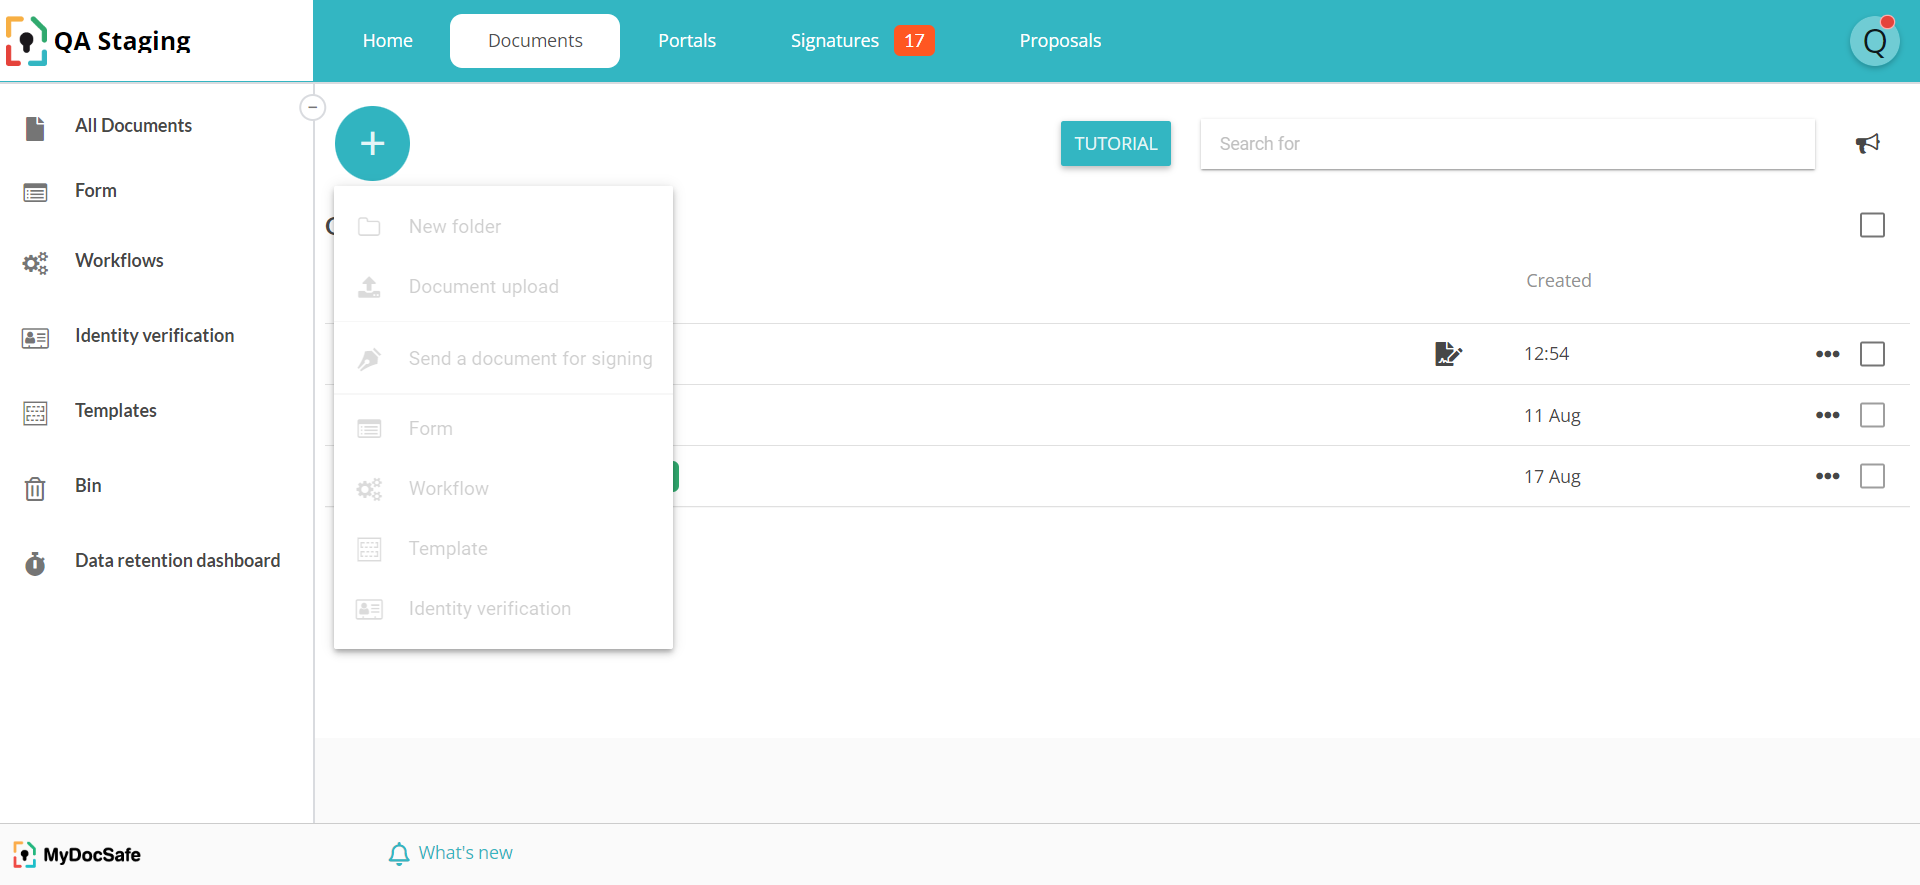 QA Staging
Home Documents Portals Signatures 17 Proposals
Q
All Documents
Form
Workflows
Identity verification
Templates
Bin
Data retention dashboard
+
TUTORIAL
Search for
New folder
Document upload
Send a document for signing
Form
Workflow
Template
Identity verification
Created
12:54
11 Aug
17 Aug
MyDocSafe
What's new